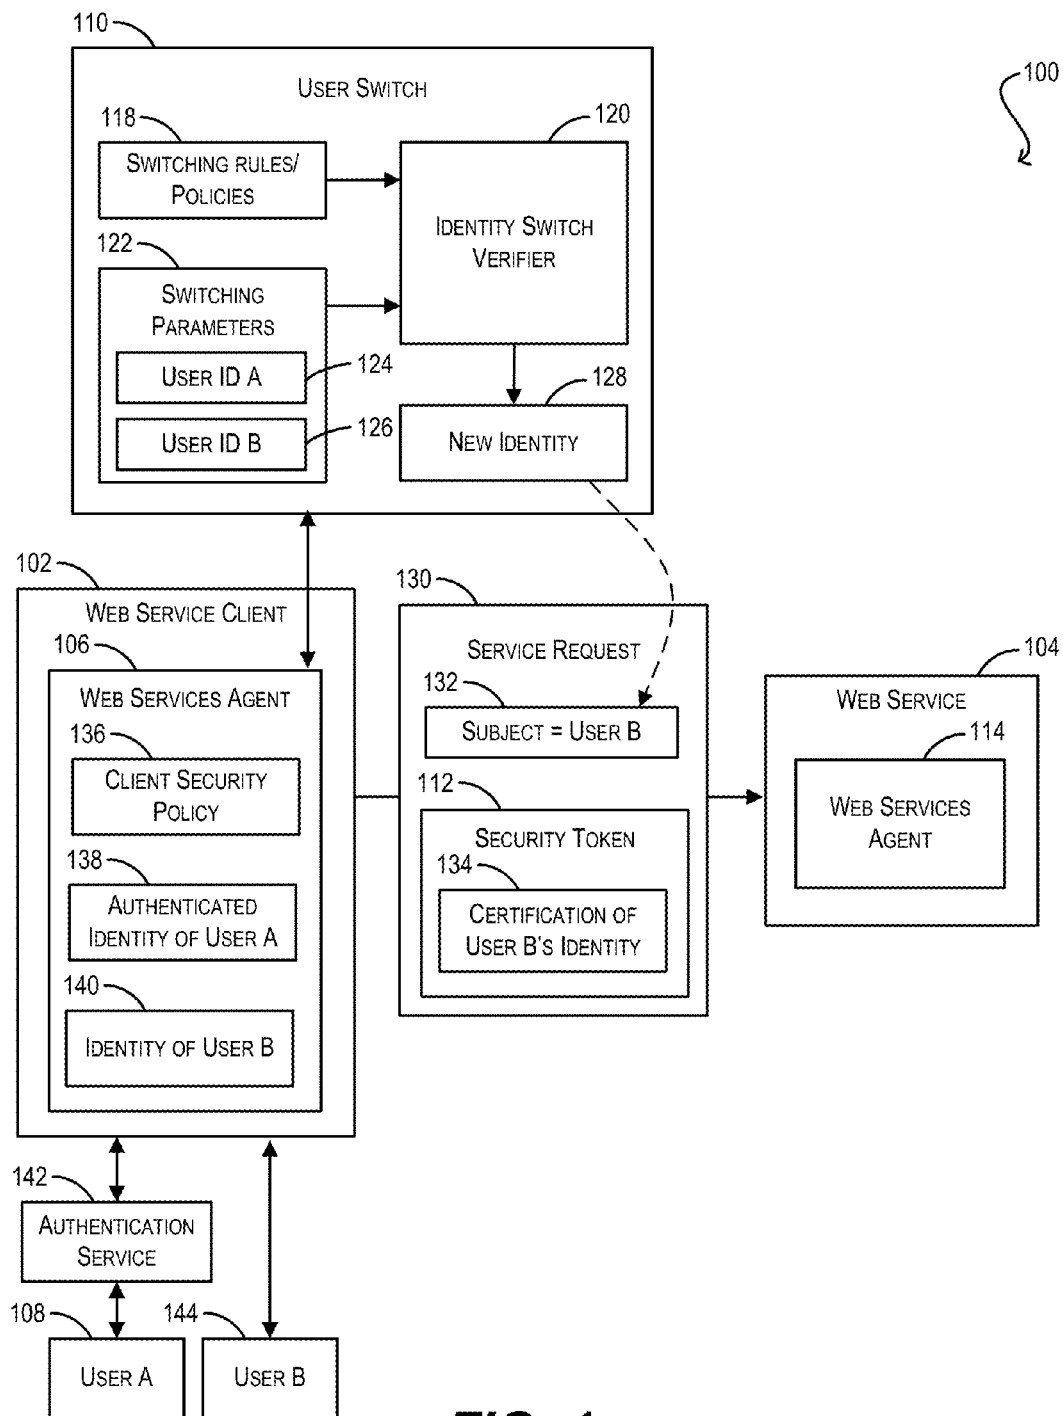 110
USER SWITCH
100
118
SWITCHING RULES/
POLICIES
120
IDENTITY SWITCH
VERIFIER
122
SWITCHING
PARAMETERS
USER ID A
124
USER ID B
126
128
NEW IDENTITY
102
WEB SERVICE CLIENT
106
WEB SERVICES AGENT
136
CLIENT SECURITY
POLICY
138
AUTHENTICATED
IDENTITY OF USER A
140
IDENTITY OF USER B
130
SERVICE REQUEST
132
SUBJECT = USER B
112
SECURITY TOKEN
134
CERTIFICATION OF
USER B'S IDENTITY
104
WEB SERVICE
114
WEB SERVICES
AGENT
142
AUTHENTICATION
SERVICE
108
USER A
144
USER B